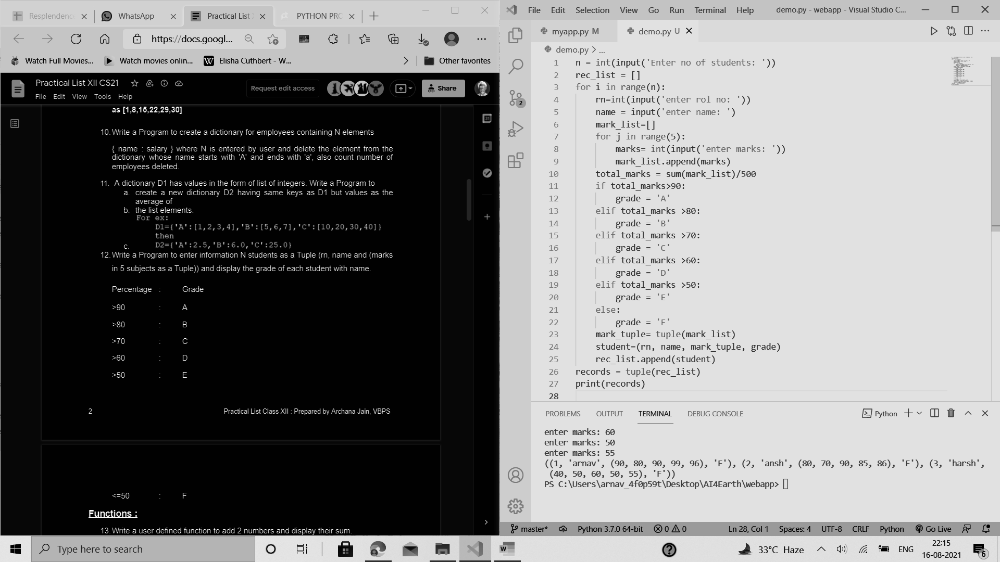 Resplendenc
WhatsApp
Practical List
PYTHON PRO
https://docs.googl...
Watch Full Movies...
Watch movies onlin...
Elisha Cuthbert - W...
Other favorites
Practical List XII CS21
File Edit View Tools Help
Request edit access
Share
as [1,8,15,22,29,30]
10. Write a Program to create a dictionary for employees containing N elements
{ name : salary } where N is entered by user and delete the element from the
dictionary whose name starts with 'A' and ends with 'a', also count number of
employees deleted.
11. A dictionary D1 has values in the form of list of integers. Write a Program to
a. create a new dictionary D2 having same keys as D1 but values as the
average of
b. the list elements.
For ex:
D1={'A':[1,2,3,4],'B':[5,6,7],'C':[10,20,30,40]}
then
c. D2={'A':2.5,'B':6.0,'C':25.0}
12. Write a Program to enter information N students as a Tuple (rn, name and (marks
in 5 subjects as a Tuple)) and display the grade of each student with name.
Percentage : Grade
>90 : A
>80 : B
>70 : C
>60 : D
>50 : E
2 Practical List Class XII : Prepared by Archana Jain, VBPS
<=50 : F
Functions :
13. Write a user defined function to add 2 numbers and display their sum.
31
File Edit Selection View Go Run Terminal Help demo.py - webapp - Visual Studio C...
myapp.py M
demo.py U
demo.py > ...
2
1 n = int(input('Enter no of students: '))
2 rec_list = []
3 for i in range(n):
4     rn=int(input('enter rol no: '))
5     name = input('enter name: ')
6     mark_list=[]
7     for j in range(5):
8         marks= int(input('enter marks: '))
9         mark_list.append(marks)
10     total_marks = sum(mark_list)/500
11     if total_marks>90:
12         grade = 'A'
13     elif total_marks >80:
14         grade = 'B'
15     elif total_marks >70:
16         grade = 'C'
17     elif total_marks >60:
18         grade = 'D'
19     elif total_marks >50:
20         grade = 'E'
21     else:
22         grade = 'F'
23     mark_tuple= tuple(mark_list)
24     student=(rn, name, mark_tuple, grade)
25     rec_list.append(student)
26 records = tuple(rec_list)
27 print(records)
28
PROBLEMS OUTPUT TERMINAL DEBUG CONSOLE
Python
enter marks: 60
enter marks: 50
enter marks: 55
((1, 'arnav', (90, 80, 90, 99, 96), 'F'), (2, 'ansh', (80, 70, 90, 85, 86), 'F'), (3, 'harsh',
(40, 50, 60, 50, 55), 'F'))
PS C:\Users\arnav_4f0p59t\Desktop\AI4Earth\webapp>
master* Python 3.7.0 64-bit 0 0 Ln 28, Col 1 Spaces: 4 UTF-8 CRLF Python Go Live
Type here to search
W
33°C Haze
ENG
22:15
16-08-2021
6